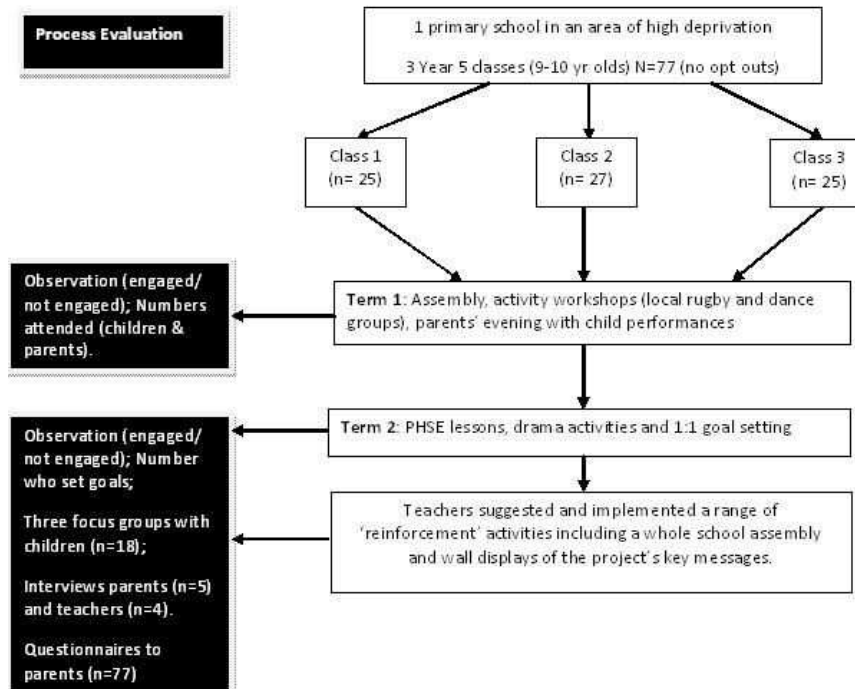 Process Evaluation
1 primary school in an area of high deprivation
3 Year 5 classes (9-10 yr olds) N=77 (no opt outs)
Class 1
(n= 25)
Class 2
(n= 27)
Class 3
(n= 25)
Observation (engaged/
not engaged); Numbers
attended (children &
parents).
Term 1: Assembly, activity workshops (local rugby and dance
groups), parents' evening with child performances
Observation (engaged/
not engaged); Number
who set goals;
Three focus groups with
children (n=18);
Interviews parents (n=5)
and teachers (n=4).
Questionnaires to
parents (n=77)
Term 2: PHSE lessons, drama activities and 1:1 goal setting
Teachers suggested and implemented a range of
'reinforcement' activities including a whole school assembly
and wall displays of the project's key messages.